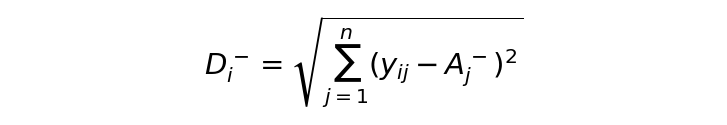 $D_i^- = \sqrt{\sum_{j=1}^{n} (y_{ij} - A_j^-)^2}$